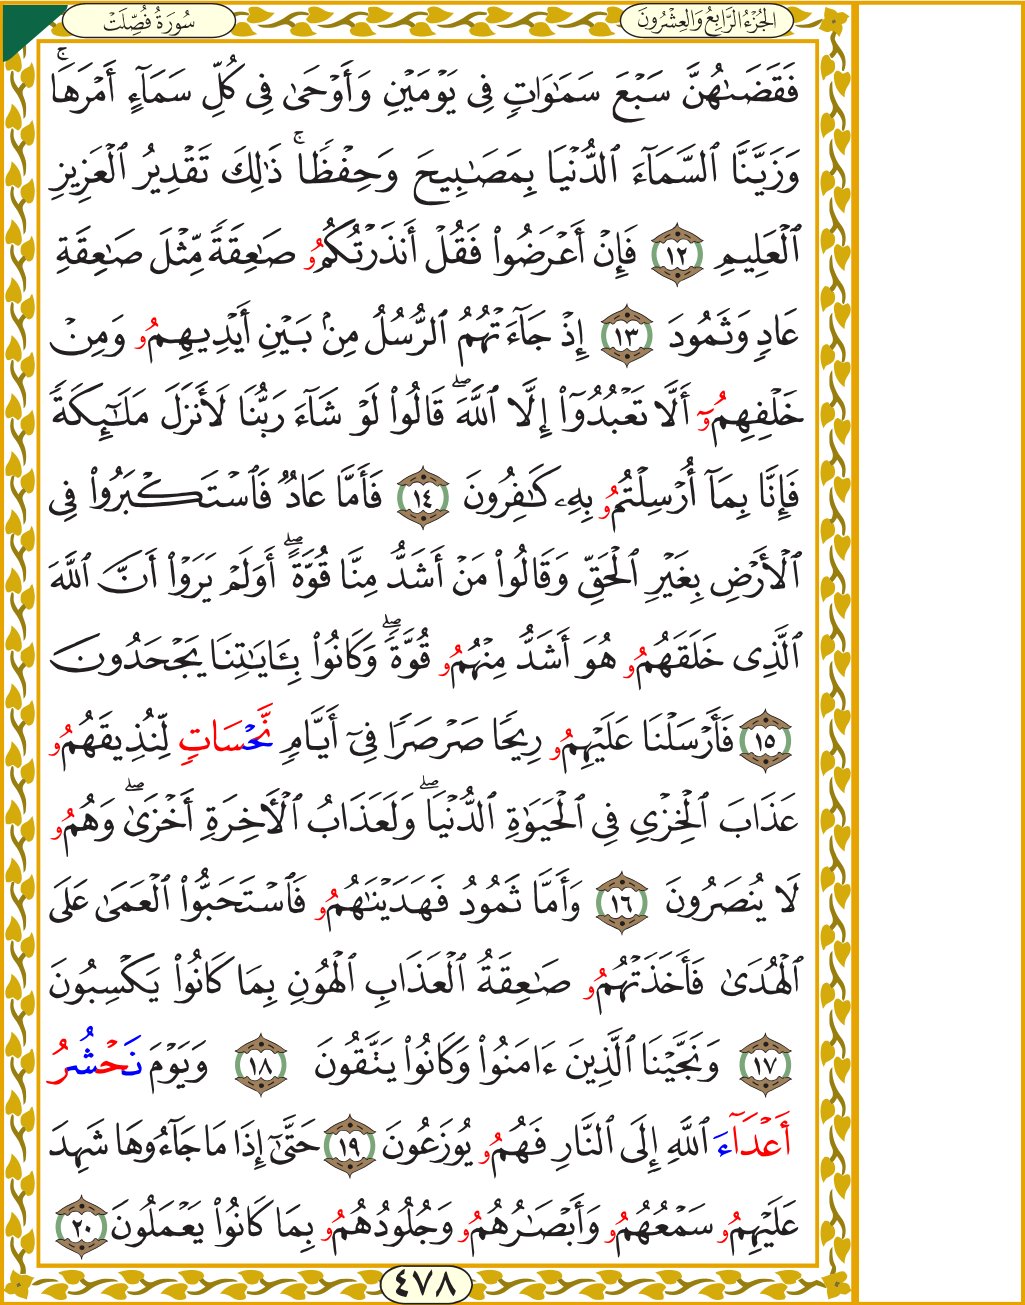 الجُزْءُ الرَّابِعُ وَالعِشْرُونَ
سُورَةُ فُصِّلَتْ
فَقَضَىٰهُنَّ سَبْعَ سَمَٰوَاتٍ فِى يَوْمَيْنِ وَأَوْحَىٰ فِى كُلِّ سَمَآءٍ أَمْرَهَاۚ
وَزَيَّنَّا ٱلسَّمَآءَ ٱلدُّنْيَا بِمَصَٰبِيحَ وَحِفْظًاۚ ذَٰلِكَ تَقْدِيرُ ٱلْعَزِيزِ
ٱلْعَلِيمِ ١٢ فَإِنْ أَعْرَضُوا۟ فَقُلْ أَنذَرْتُكُمُۥ صَٰعِقَةً مِّثْلَ صَٰعِقَةِ
عَادٍ وَثَمُودَ ١٣ إِذْ جَآءَتْهُمُ ٱلرُّسُلُ مِنۢ بَيْنِ أَيْدِيهِمُۥ وَمِنْ
خَلْفِهِمُۥٓ أَلَّا تَعْبُدُوٓا۟ إِلَّا ٱللَّهَۖ قَالُوا۟ لَوْ شَآءَ رَبُّنَا لَأَنزَلَ مَلَٰٓئِكَةً
فَإِنَّا بِمَآ أُرْسِلْتُمُۥ بِهِۦ كَٰفِرُونَ ١٤ فَأَمَّا عَادٌ فَٱسْتَكْبَرُوا۟ فِى
ٱلْأَرْضِ بِغَيْرِ ٱلْحَقِّ وَقَالُوا۟ مَنْ أَشَدُّ مِنَّا قُوَّةًۖ أَوَلَمْ يَرَوْا۟ أَنَّ ٱللَّهَ
ٱلَّذِى خَلَقَهُمُۥ هُوَ أَشَدُّ مِنْهُمُۥ قُوَّةًۖ وَكَانُوا۟ بِـَٔايَٰتِنَا يَجْحَدُونَ
١٥ فَأَرْسَلْنَا عَلَيْهِمُۥ رِيحًا صَرْصَرًا فِىٓ أَيَّامٍ نَّحْسَاتٍ لِّنُذِيقَهُمُۥ
عَذَابَ ٱلْخِزْىِ فِى ٱلْحَيَوٰةِ ٱلدُّنْيَاۖ وَلَعَذَابُ ٱلْأَخِرَةِ أَخْزَىٰۖ وَهُمُۥ
لَا يُنصَرُونَ ١٦ وَأَمَّا ثَمُودُ فَهَدَيْنَٰهُمُۥ فَٱسْتَحَبُّوا۟ ٱلْعَمَىٰ عَلَى
ٱلْهُدَىٰ فَأَخَذَتْهُمُۥ صَٰعِقَةُ ٱلْعَذَابِ ٱلْهُونِ بِمَا كَانُوا۟ يَكْسِبُونَ
١٧ وَنَجَّيْنَا ٱلَّذِينَ ءَامَنُوا۟ وَكَانُوا۟ يَتَّقُونَ ١٨ وَيَوْمَ نَحْشُرُ
أَعْدَآءَ ٱللَّهِ إِلَى ٱلنَّارِ فَهُمُۥ يُوزَعُونَ ١٩ حَتَّىٰٓ إِذَا مَا جَآءُوهَا شَهِدَ
عَلَيْهِمُۥ سَمْعُهُمُۥ وَأَبْصَٰرُهُمُۥ وَجُلُودُهُمُۥ بِمَا كَانُوا۟ يَعْمَلُونَ ٢٠
٤٧٨